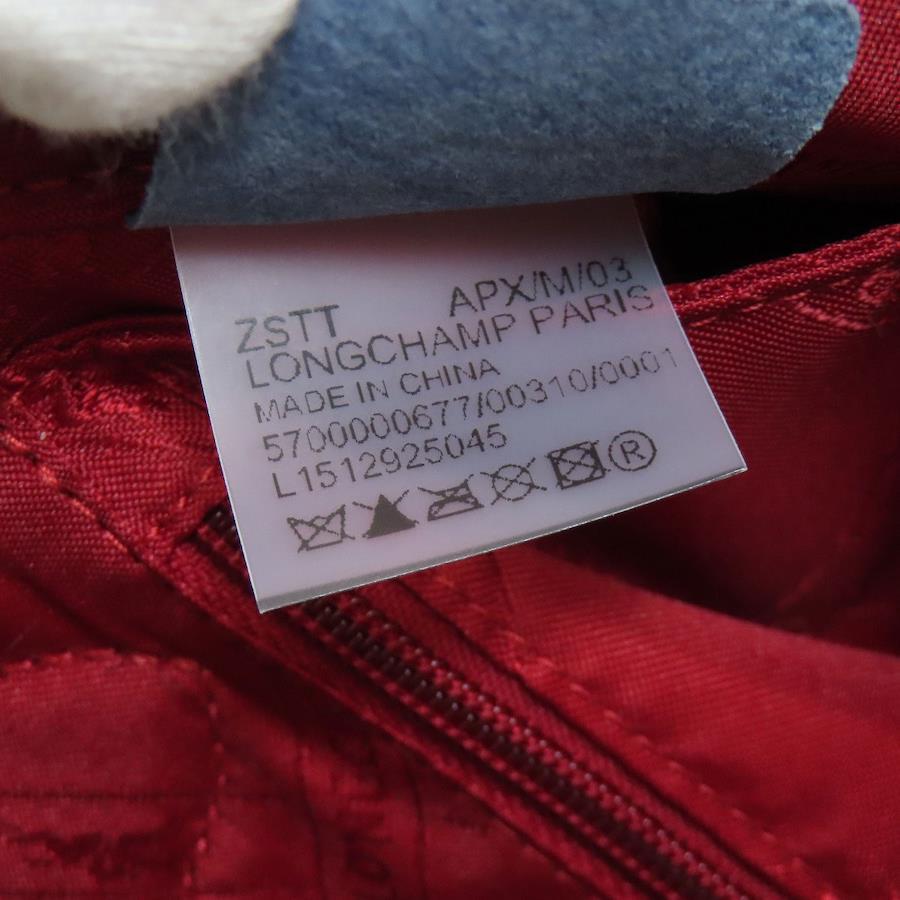 ZSTT APX/M/03
LONGCHAMP PARIS
MADE IN CHINA
5700000677/00310/0001
L1512925045
®